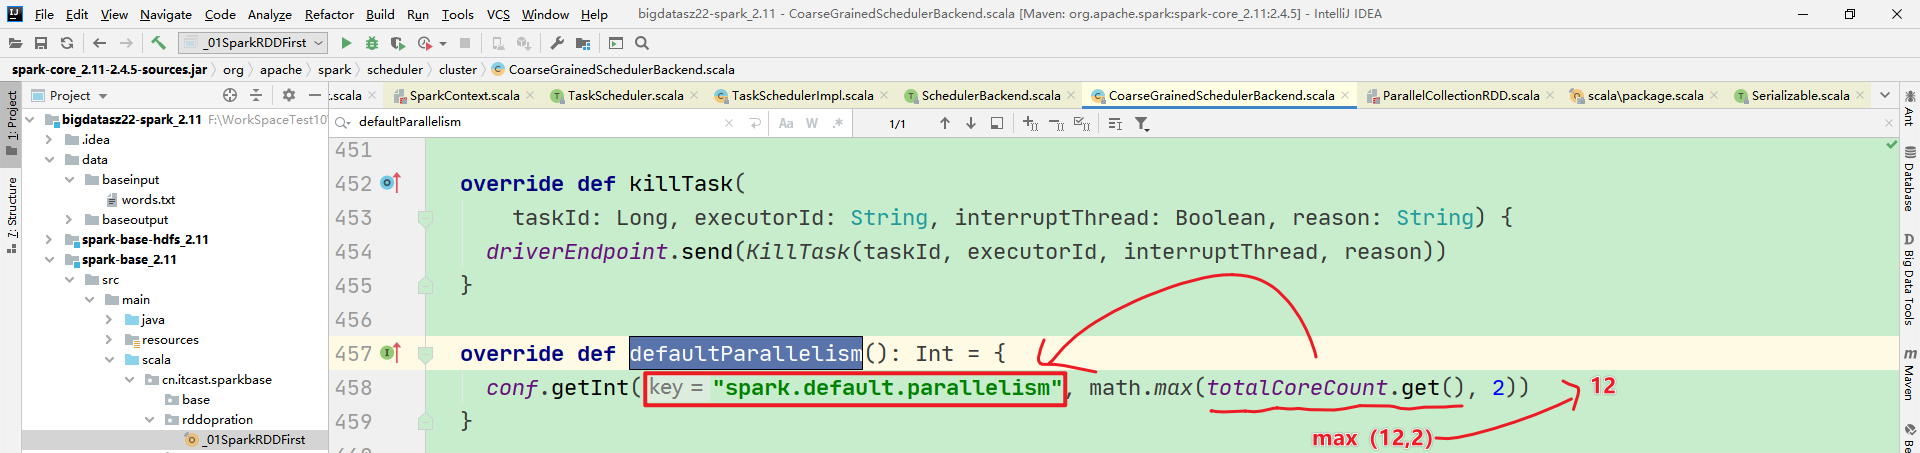 File Edit View Navigate Code Analyze Refactor Build Run Tools VCS Window Help bigdatasz22-spark_2.11 - CoarseGrainedSchedulerBackend.scala [Maven: org.apache.spark:spark-core_2.11:2.4.5] - IntelliJ IDEA
_01SparkRDDFirst
spark-core_2.11-2.4.5-sources.jar org apache spark scheduler cluster CoarseGrainedSchedulerBackend.scala
Project .scala SparkContext.scala TaskScheduler.scala TaskSchedulerImpl.scala SchedulerBackend.scala CoarseGrainedSchedulerBackend.scala ParallelCollectionRDD.scala scala\package.scala Serializable.scala
bigdatasz22-spark_2.11 F:\WorkSpaceTest10
defaultParallelism Aa W .* 1/1
.idea
data
baseinput
words.txt
baseoutput
spark-base-hdfs_2.11
spark-base_2.11
src
main
java
resources
scala
cn.itcast.sparkbase
base
rddopration
_01SparkRDDFirst
1: Project
7: Structure
451
452 override def killTask(
453 taskId: Long, executorId: String, interruptThread: Boolean, reason: String) {
454 driverEndpoint.send(KillTask(taskId, executorId, interruptThread, reason))
455 }
456
457 override def defaultParallelism(): Int = {
458 conf.getInt( key = "spark.default.parallelism", math.max(totalCoreCount.get(), 2))
12
459 }
max (12,2)
Ant
Database
D Big Data Tools
m Maven
Be